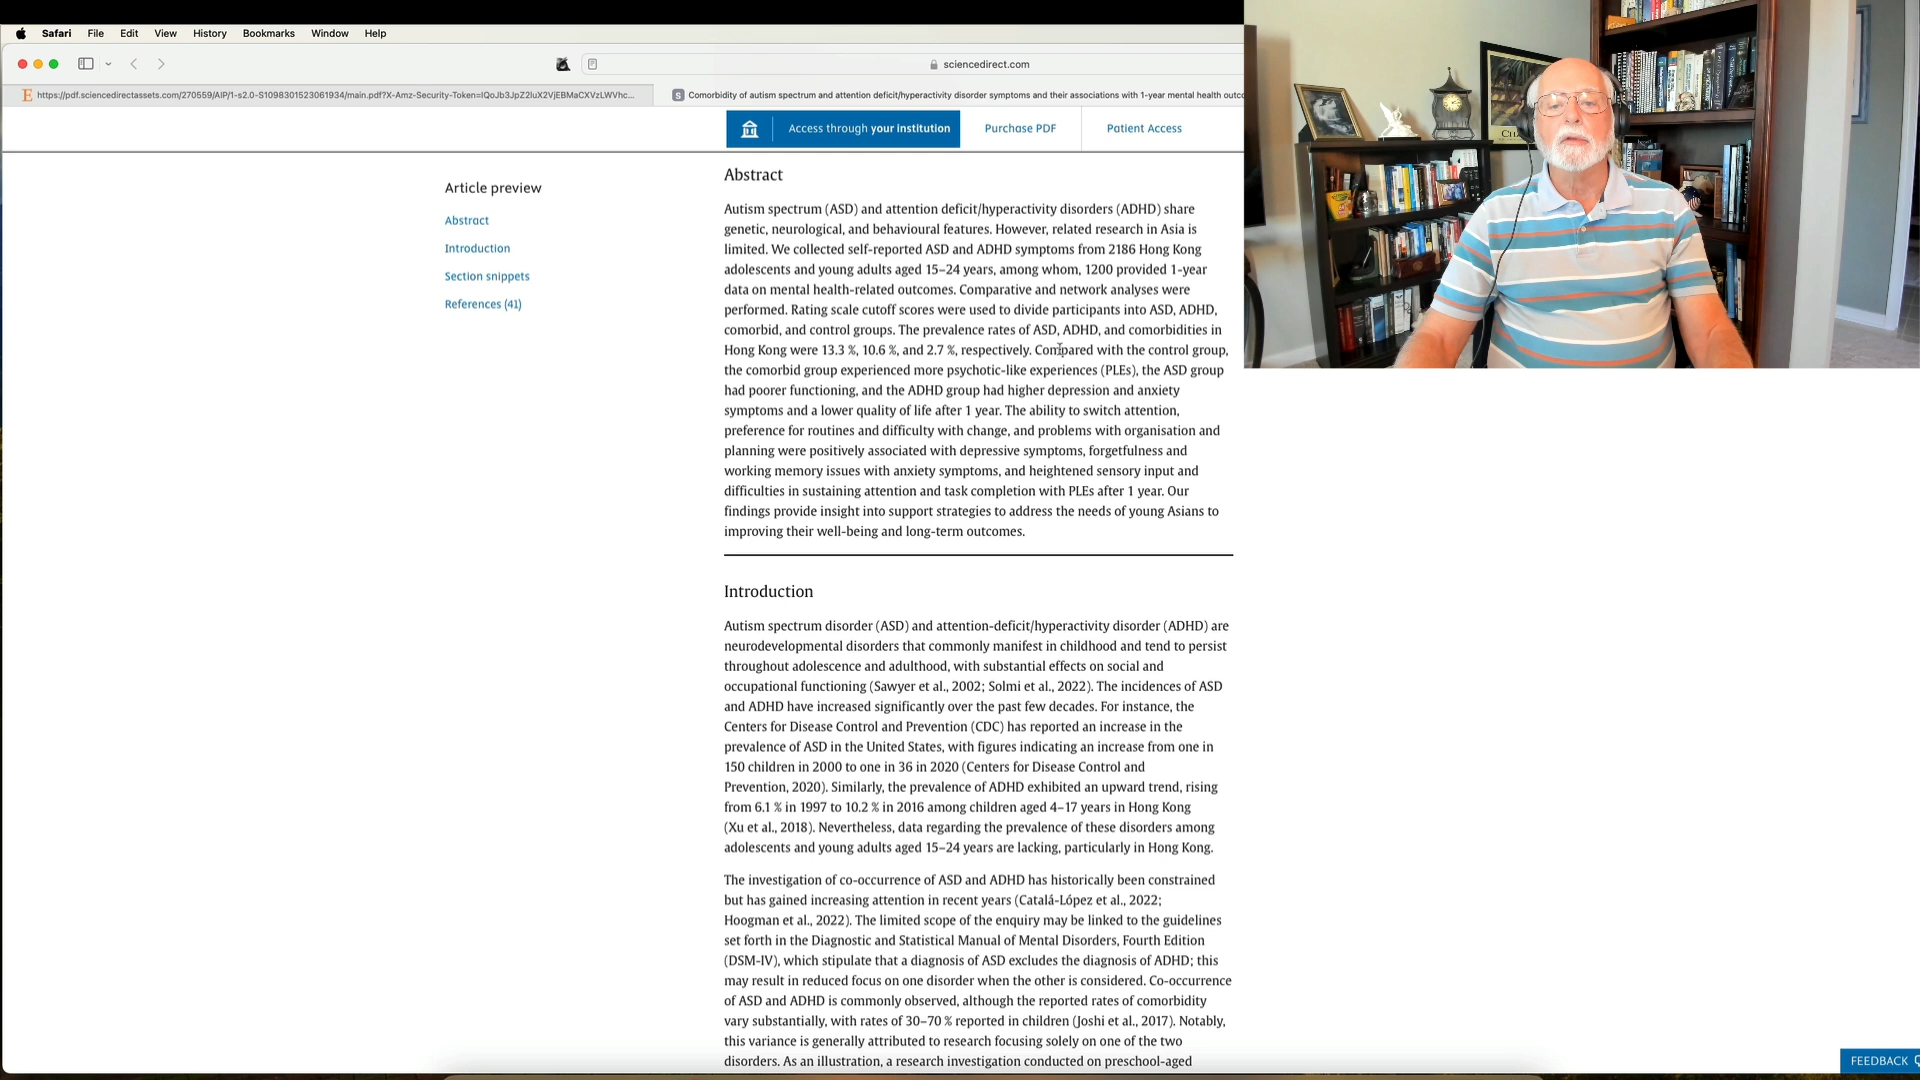 Safari File Edit View History Bookmarks Window Help
sciencedirect.com
https://pdf.sciencedirectassets.com/270559/AIP/1-s2.0-S1098301523061934/main.pdf?X-Amz-Security-Token=IQoJb3JpZ2luX2VjEBMaCXVzLWVhc...
Comorbidity of autism spectrum and attention deficit/hyperactivity disorder symptoms and their associations with 1-year mental health outco
Access through your institution
Purchase PDF
Patient Access
Article preview
Abstract
Introduction
Section snippets
References (41)
Abstract
Autism spectrum (ASD) and attention deficit/hyperactivity disorders (ADHD) share
genetic, neurological, and behavioural features. However, related research in Asia is
limited. We collected self-reported ASD and ADHD symptoms from 2186 Hong Kong
adolescents and young adults aged 15–24 years, among whom, 1200 provided 1-year
data on mental health-related outcomes. Comparative and network analyses were
performed. Rating scale cutoff scores were used to divide participants into ASD, ADHD,
comorbid, and control groups. The prevalence rates of ASD, ADHD, and comorbidities in
Hong Kong were 13.3 %, 10.6 %, and 2.7 %, respectively. Compared with the control group,
the comorbid group experienced more psychotic-like experiences (PLEs), the ASD group
had poorer functioning, and the ADHD group had higher depression and anxiety
symptoms and a lower quality of life after 1 year. The ability to switch attention,
preference for routines and difficulty with change, and problems with organisation and
planning were positively associated with depressive symptoms, forgetfulness and
working memory issues with anxiety symptoms, and heightened sensory input and
difficulties in sustaining attention and task completion with PLEs after 1 year. Our
findings provide insight into support strategies to address the needs of young Asians to
improving their well-being and long-term outcomes.
Introduction
Autism spectrum disorder (ASD) and attention-deficit/hyperactivity disorder (ADHD) are
neurodevelopmental disorders that commonly manifest in childhood and tend to persist
throughout adolescence and adulthood, with substantial effects on social and
occupational functioning (Sawyer et al., 2002; Solmi et al., 2022). The incidences of ASD
and ADHD have increased significantly over the past few decades. For instance, the
Centers for Disease Control and Prevention (CDC) has reported an increase in the
prevalence of ASD in the United States, with figures indicating an increase from one in
150 children in 2000 to one in 36 in 2020 (Centers for Disease Control and
Prevention, 2020). Similarly, the prevalence of ADHD exhibited an upward trend, rising
from 6.1 % in 1997 to 10.2 % in 2016 among children aged 4–17 years in Hong Kong
(Xu et al., 2018). Nevertheless, data regarding the prevalence of these disorders among
adolescents and young adults aged 15–24 years are lacking, particularly in Hong Kong.
The investigation of co-occurrence of ASD and ADHD has historically been constrained
but has gained increasing attention in recent years (Catalá-López et al., 2022;
Hoogman et al., 2022). The limited scope of the enquiry may be linked to the guidelines
set forth in the Diagnostic and Statistical Manual of Mental Disorders, Fourth Edition
(DSM-IV), which stipulate that a diagnosis of ASD excludes the diagnosis of ADHD; this
may result in reduced focus on one disorder when the other is considered. Co-occurrence
of ASD and ADHD is commonly observed, although the reported rates of comorbidity
vary substantially, with rates of 30–70 % reported in children (Joshi et al., 2017). Notably,
this variance is generally attributed to research focusing solely on one of the two
disorders. As an illustration, a research investigation conducted on preschool-aged
FEEDBACK